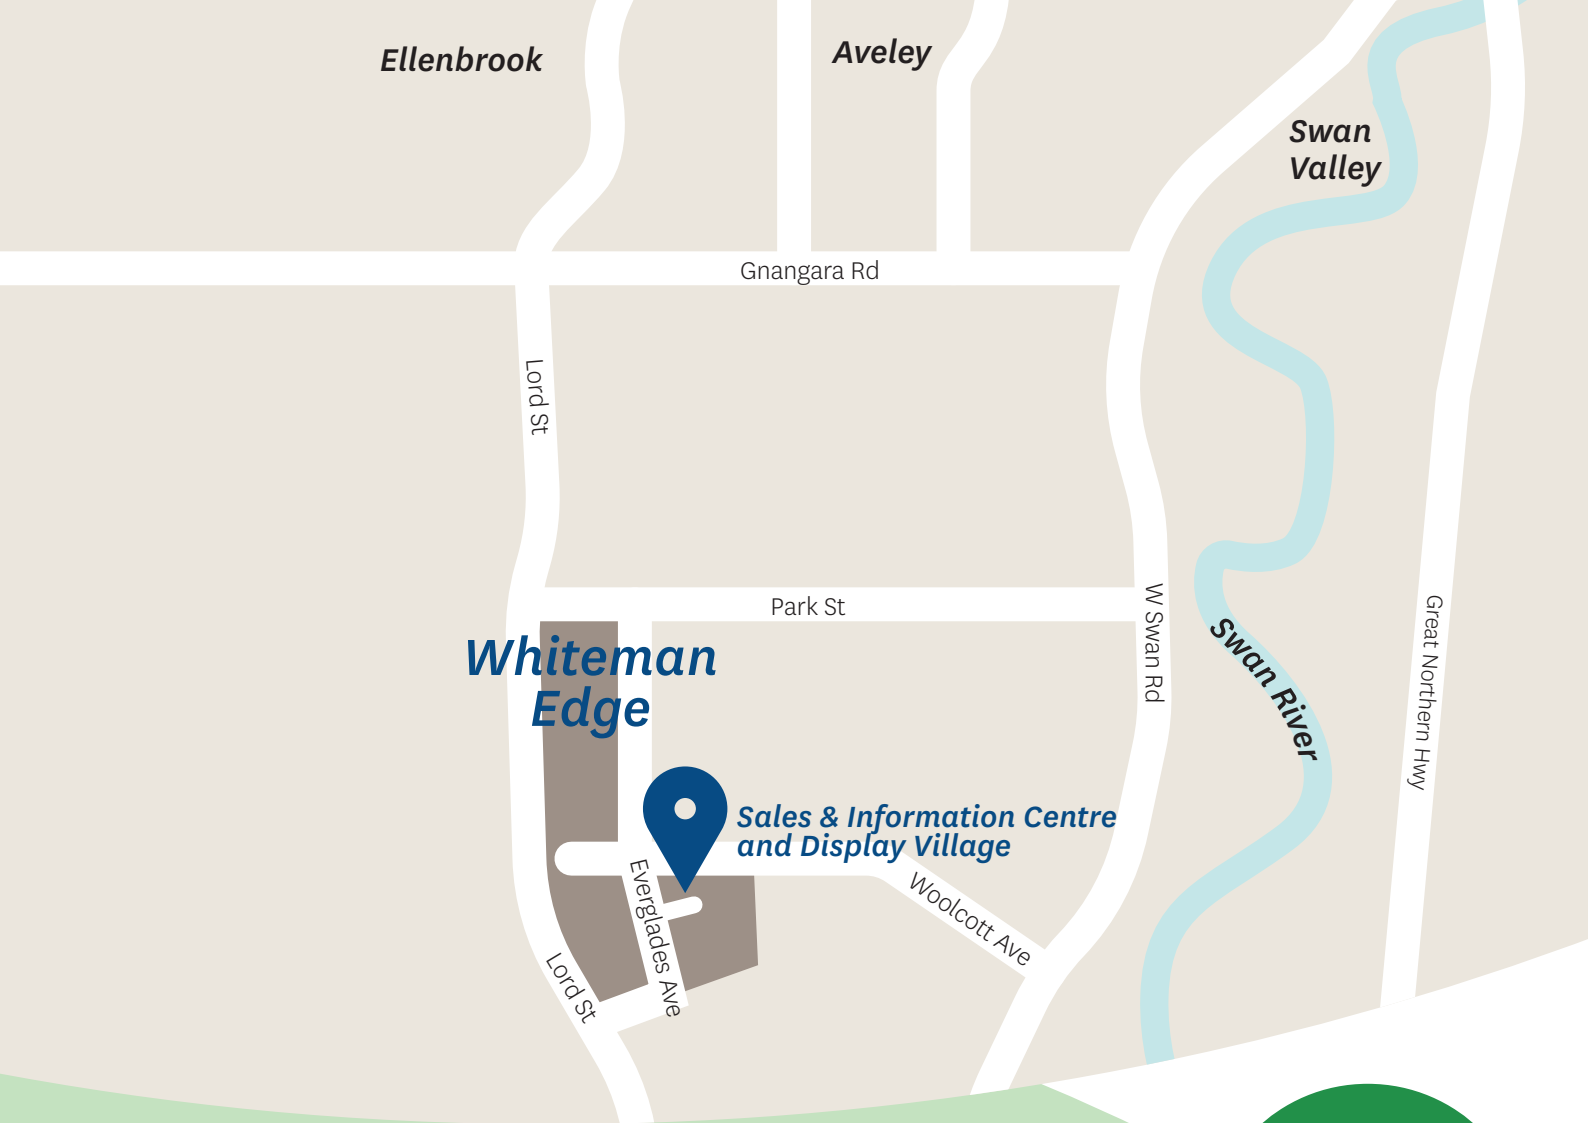 Ellenbrook
Aveley
Swan
Valley
Gnangara Rd
Lord St
Park St
W Swan Rd
Great Northern Hwy
Swan River
Whiteman
Edge
Sales & Information Centre
and Display Village
Everglades Ave
Woolcott Ave
Lord St